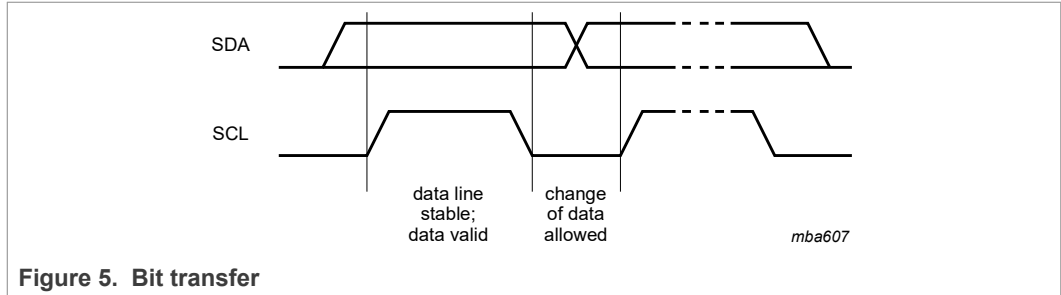 SDA
SCL
data line
stable;
data valid
change
of data
allowed
mba607
Figure 5. Bit transfer